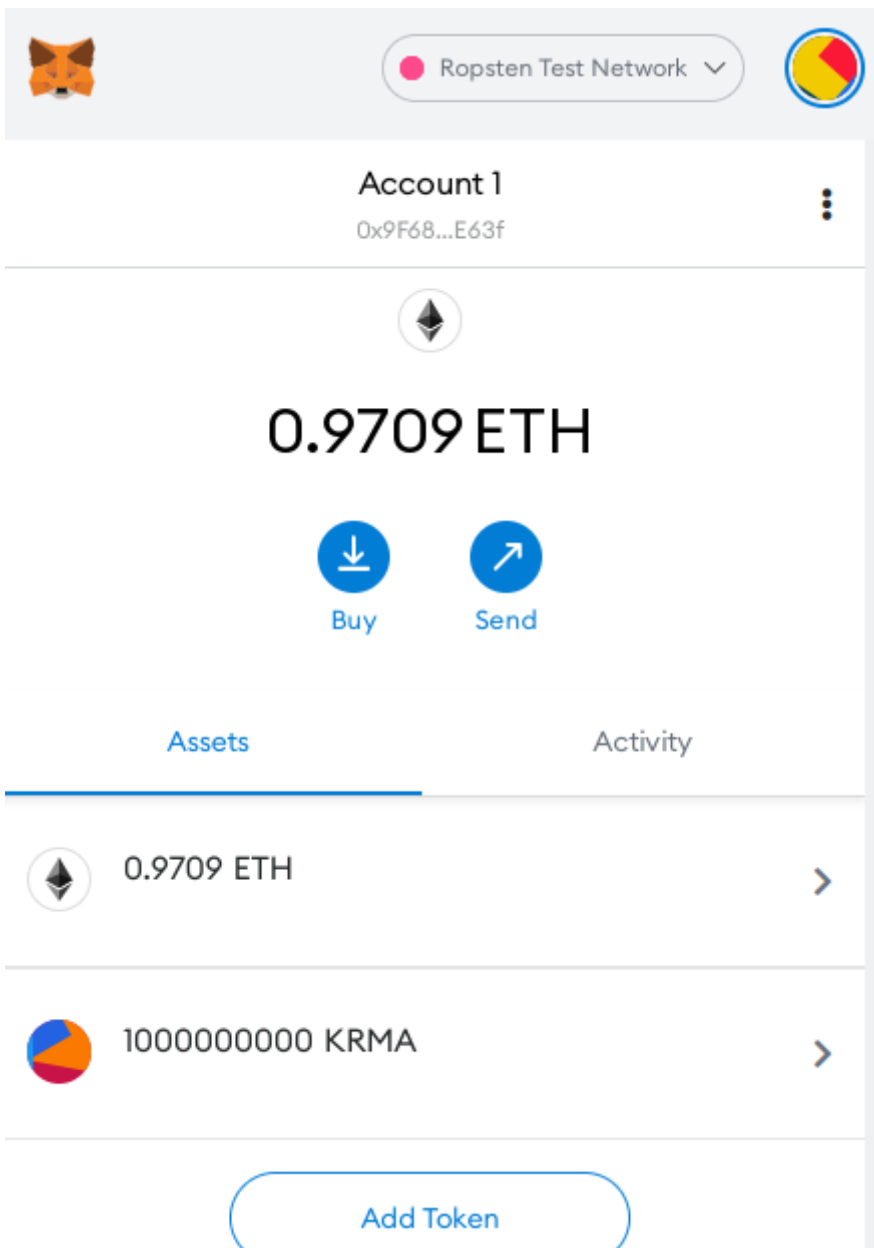 Ropsten Test Network
Account 1
0x9F68...E63f
0.9709 ETH
Buy Send
Assets Activity
0.9709 ETH
1000000000 KRMA
Add Token